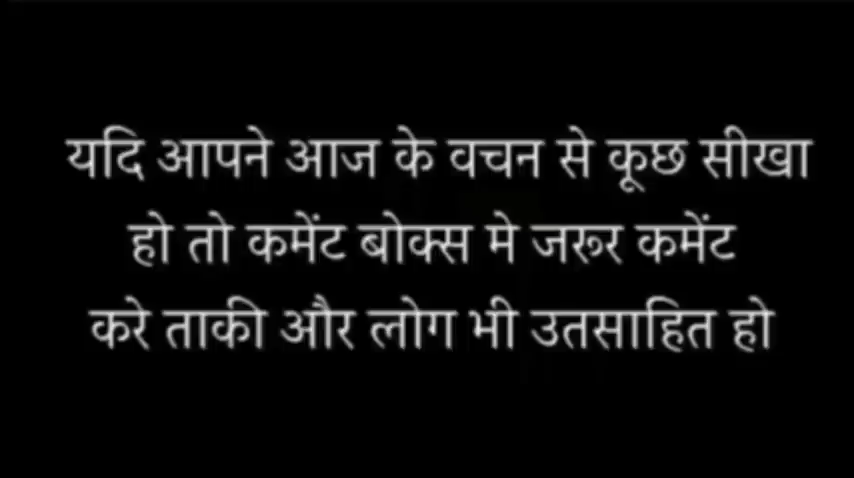 यदि आपने आज के वचन से कूछ सीखा
हो तो कमेंट बोक्स मे जरूर कमेंट
करे ताकी और लोग भी उतसाहित हो